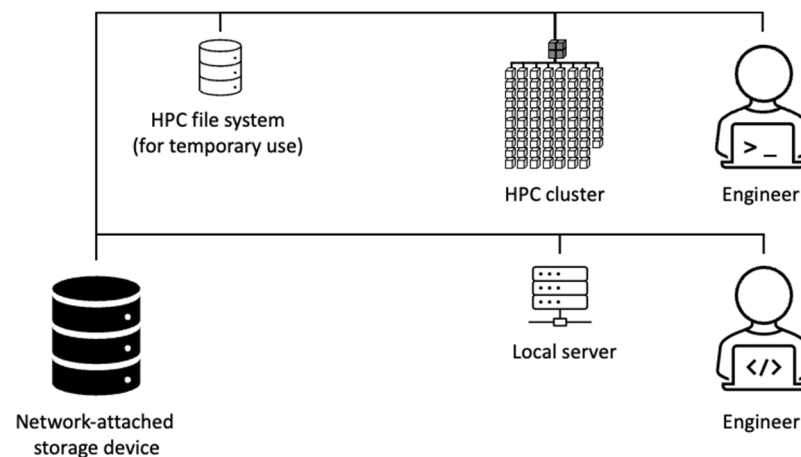 HPC file system
(for temporary use)
HPC cluster
>_
Engineer
Network-attached
storage device
Local server
</>
Engineer